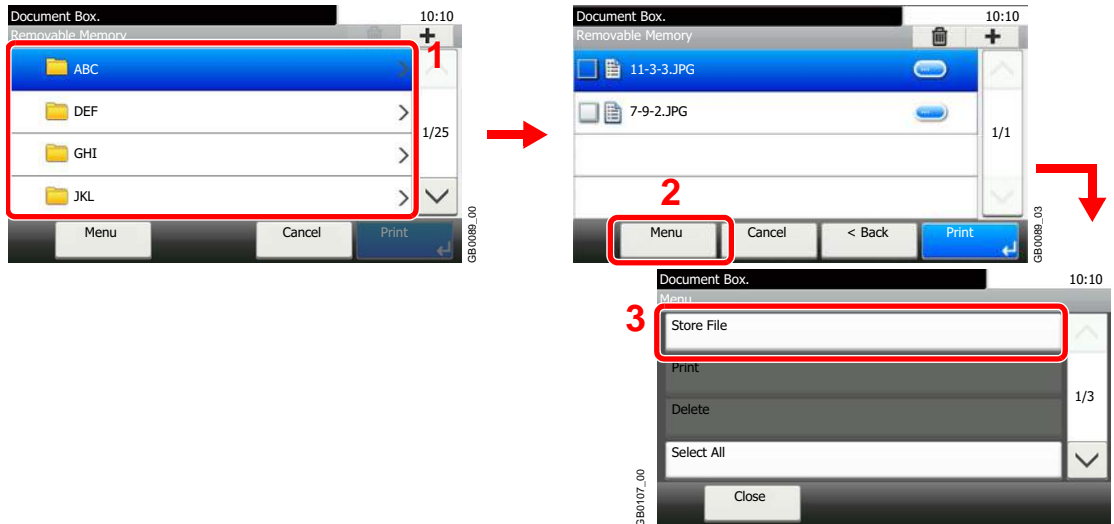 Document Box.
10:10
Removable Memory
1
ABC
DEF
1/25
GHI
JKL
Menu
Cancel
Print
GB0089_00
Document Box.
10:10
Removable Memory
11-3-3.JPG
7-9-2.JPG
1/1
2
Menu
Cancel
< Back
Print
GB0089_03
Document Box.
10:10
Menu
3
Store File
Print
1/3
Delete
Select All
Close
GB0107_00